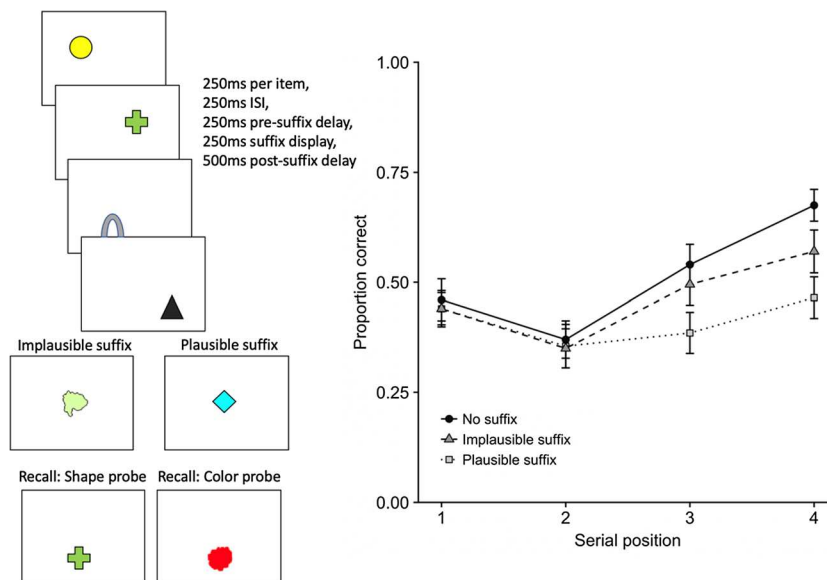 250ms per item,
250ms ISI,
250ms pre-suffix delay,
250ms suffix display,
500ms post-suffix delay
Implausible suffix
Plausible suffix
Recall: Shape probe
Recall: Color probe
Proportion correct
1.00
0.75
0.50
0.25
0.00
No suffix
Implausible suffix
Plausible suffix
1
2
3
4
Serial position